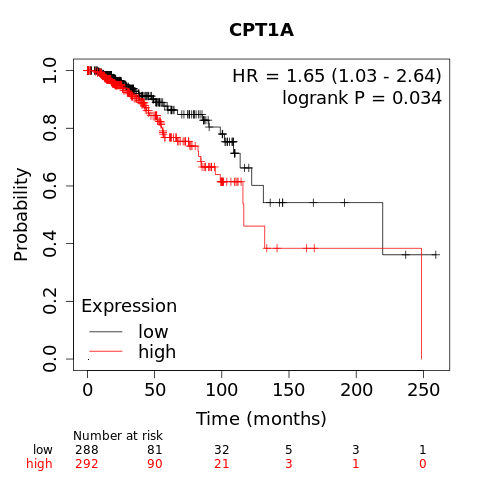 CPT1A
HR = 1.65 (1.03 - 2.64)
logrank P = 0.034
Probability
1.0
0.8
0.6
0.4
0.2
0.0
Expression
low
high
0 50 100 150 200 250
Time (months)
Number at risk
low 288 81 32 5 3 1
high 292 90 21 3 1 0